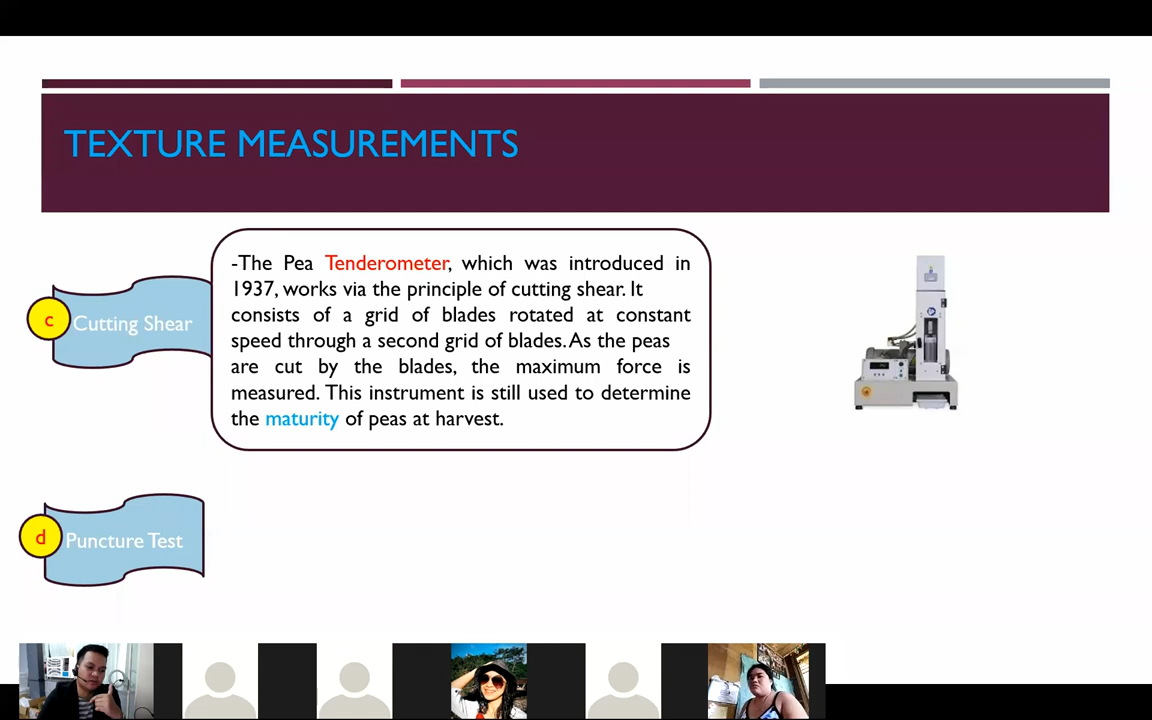 TEXTURE MEASUREMENTS
-The Pea Tenderometer, which was introduced in
1937, works via the principle of cutting shear. It
consists of a grid of blades rotated at constant
speed through a second grid of blades. As the peas
are cut by the blades, the maximum force is
measured. This instrument is still used to determine
the maturity of peas at harvest.
c
Cutting Shear
d
Puncture Test